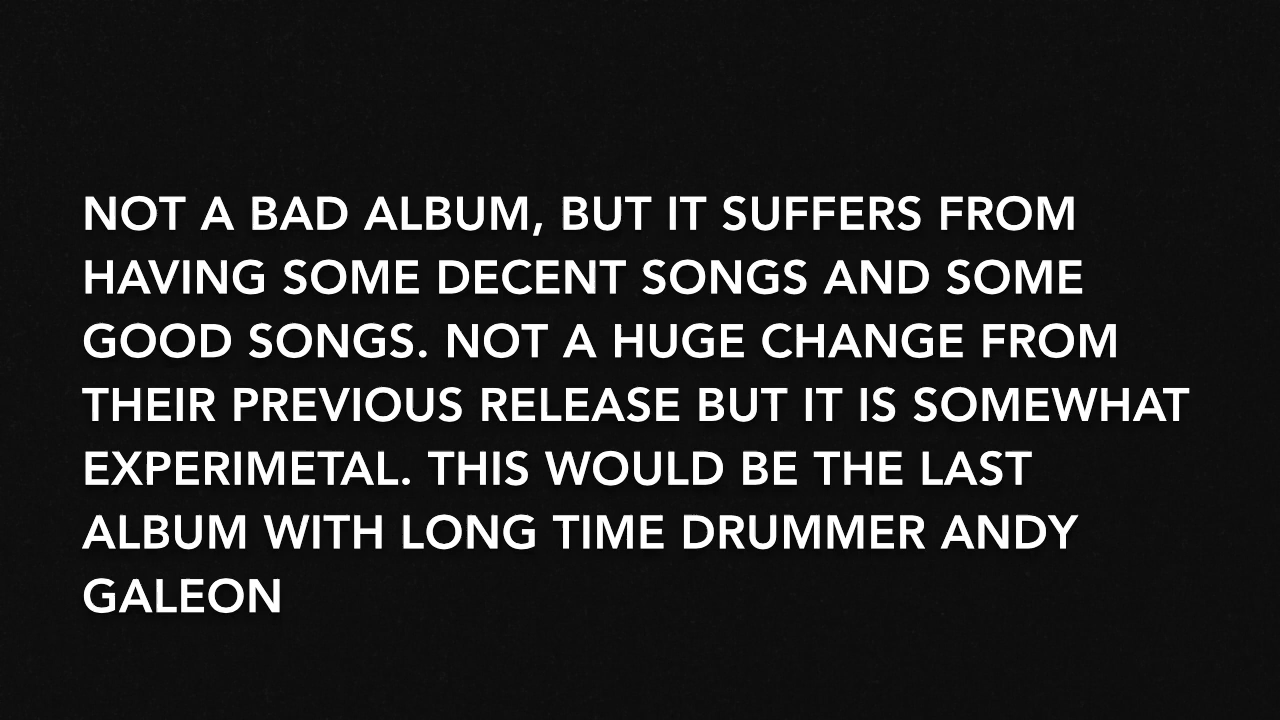 NOT A BAD ALBUM, BUT IT SUFFERS FROM
HAVING SOME DECENT SONGS AND SOME
GOOD SONGS. NOT A HUGE CHANGE FROM
THEIR PREVIOUS RELEASE BUT IT IS SOMEWHAT
EXPERIMETAL. THIS WOULD BE THE LAST
ALBUM WITH LONG TIME DRUMMER ANDY
GALEON